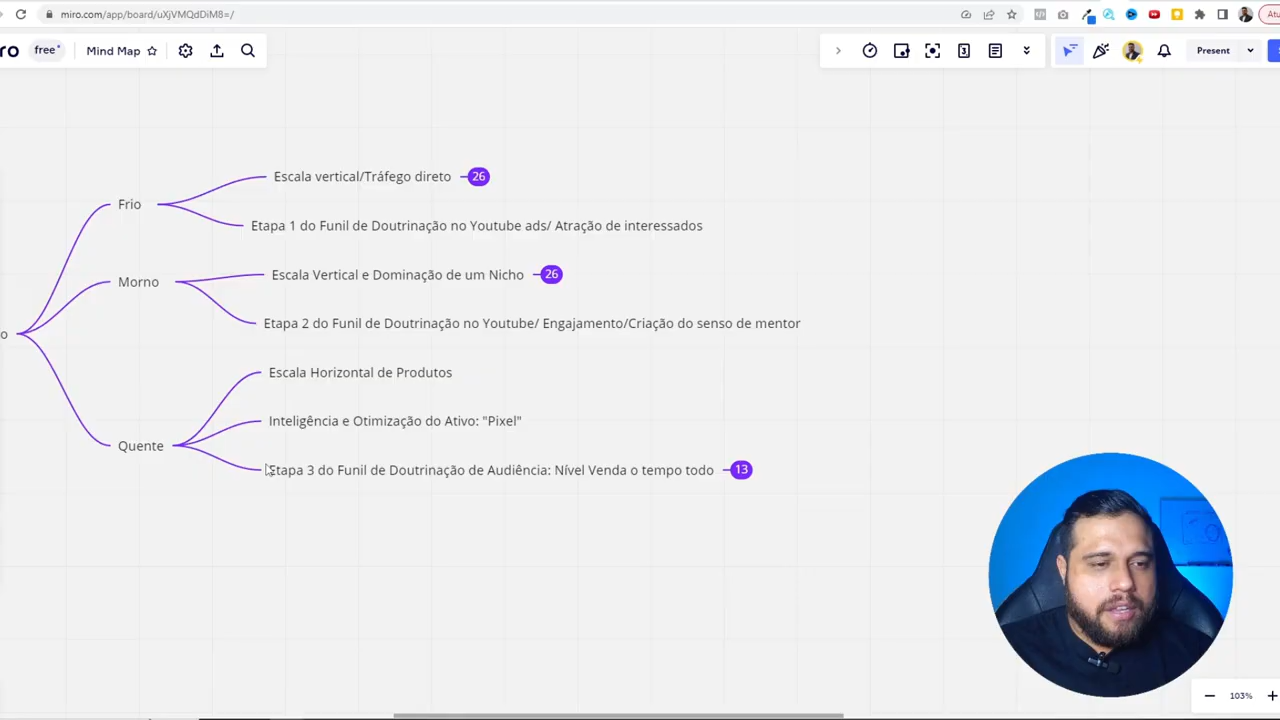 miro.com/app/board/uXjVMQdDiM8=/
Atu
ro
free
Mind Map
3
Present
Escala vertical/Tráfego direto 26
Frio
Etapa 1 do Funil de Doutrinação no Youtube ads/ Atração de interessados
Escala Vertical e Dominação de um Nicho 26
Morno
Etapa 2 do Funil de Doutrinação no Youtube/ Engajamento/Criação do senso de mentor
o
Escala Horizontal de Produtos
Inteligência e Otimização do Ativo: "Pixel"
Quente
Etapa 3 do Funil de Doutrinação de Audiência: Nível Venda o tempo todo 13
103%